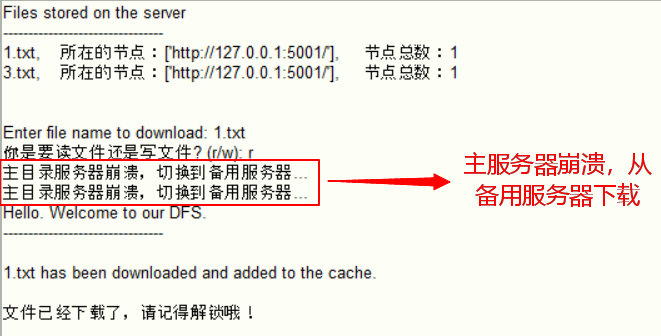 Files stored on the server
--------------------------------
1.txt, 所在的节点：['http://127.0.0.1:5001/'], 节点总数：1
3.txt, 所在的节点：['http://127.0.0.1:5001/'], 节点总数：1
Enter file name to download: 1.txt
你是要读文件还是写文件? (r/w): r
主目录服务器崩溃，切换到备用服务器...
主目录服务器崩溃，切换到备用服务器...
主服务器崩溃，从
备用服务器下载
Hello. Welcome to our DFS.
--------------------------------
1.txt has been downloaded and added to the cache.
文件已经下载了，请记得解锁哦！